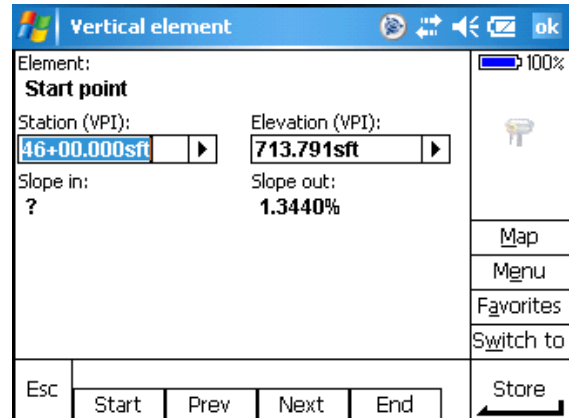 Vertical element
ok
Element:
100%
Start point
Station (VPI):
Elevation (VPI):
46+00.000sft
713.791sft
Slope in:
Slope out:
?
1.3440%
Map
Menu
Favorites
Switch to
Esc
Start
Prev
Next
End
Store